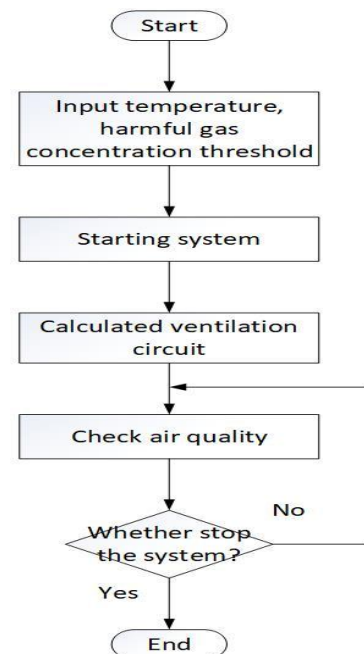 Start
Input temperature,
harmful gas
concentration threshold
Starting system
Calculated ventilation
circuit
Check air quality
No
Whether stop
the system?
Yes
End